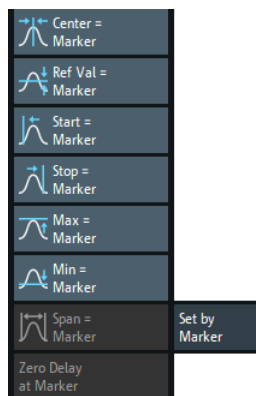 Center =
Marker
Ref Val =
Marker
Start =
Marker
Stop =
Marker
Max =
Marker
Min =
Marker
Span =
Marker
Set by
Marker
Zero Delay
at Marker